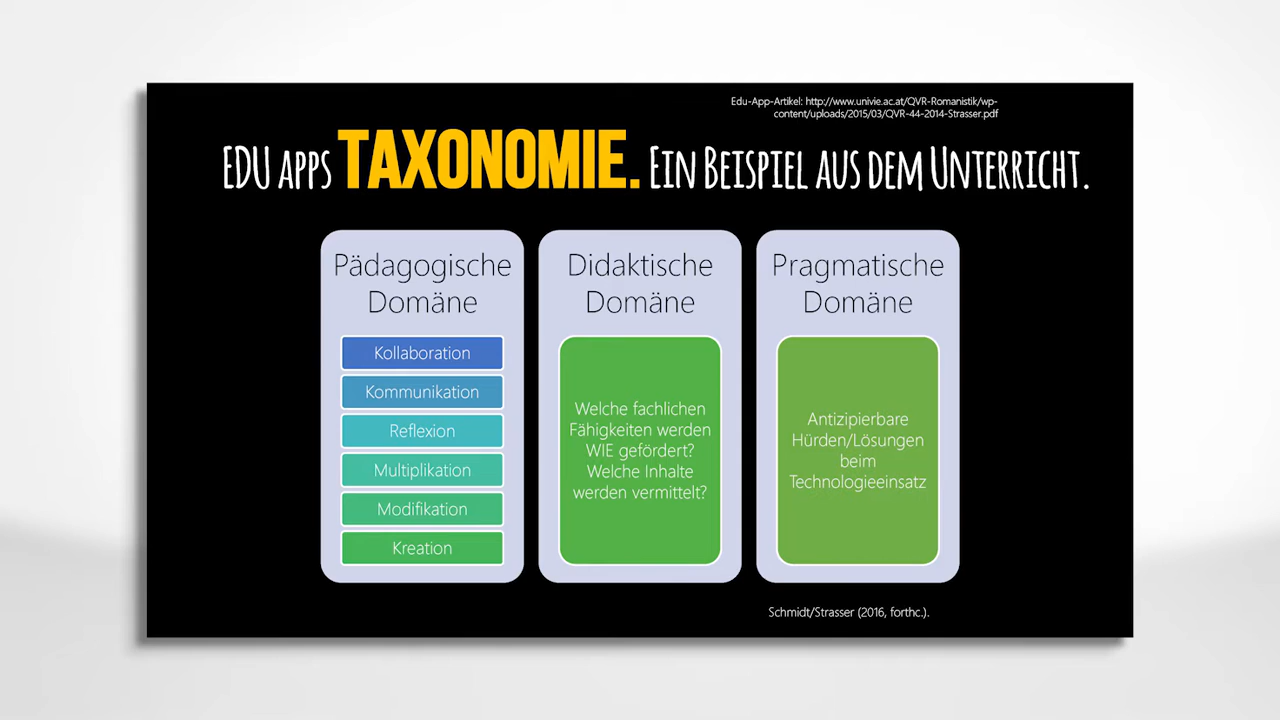 Edu-App-Artikel: http://www.univie.ac.at/QVR-Romanistik/wp-
content/uploads/2015/03/QVR-44-2014-Strasser.pdf
EDU APPS TAXONOMIE. EIN BEISPIEL AUS DEM UNTERRICHT.
Pädagogische
Domäne
Kollaboration
Kommunikation
Reflexion
Multiplikation
Modifikation
Kreation
Didaktische
Domäne
Welche fachlichen
Fähigkeiten werden
WIE gefördert?
Welche Inhalte
werden vermittelt?
Pragmatische
Domäne
Antizipierbare
Hürden/Lösungen
beim
Technologieeinsatz
Schmidt/Strasser (2016, forthc.).